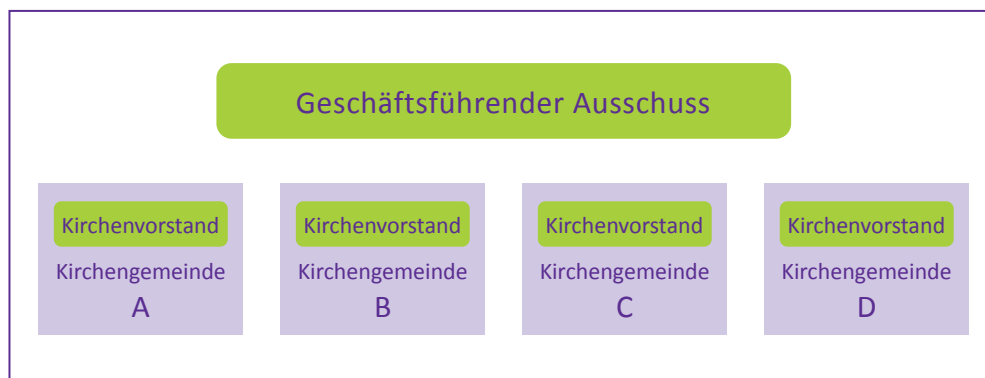 Geschäftsführender Ausschuss
Kirchenvorstand
Kirchengemeinde
A
Kirchenvorstand
Kirchengemeinde
B
Kirchenvorstand
Kirchengemeinde
C
Kirchenvorstand
Kirchengemeinde
D